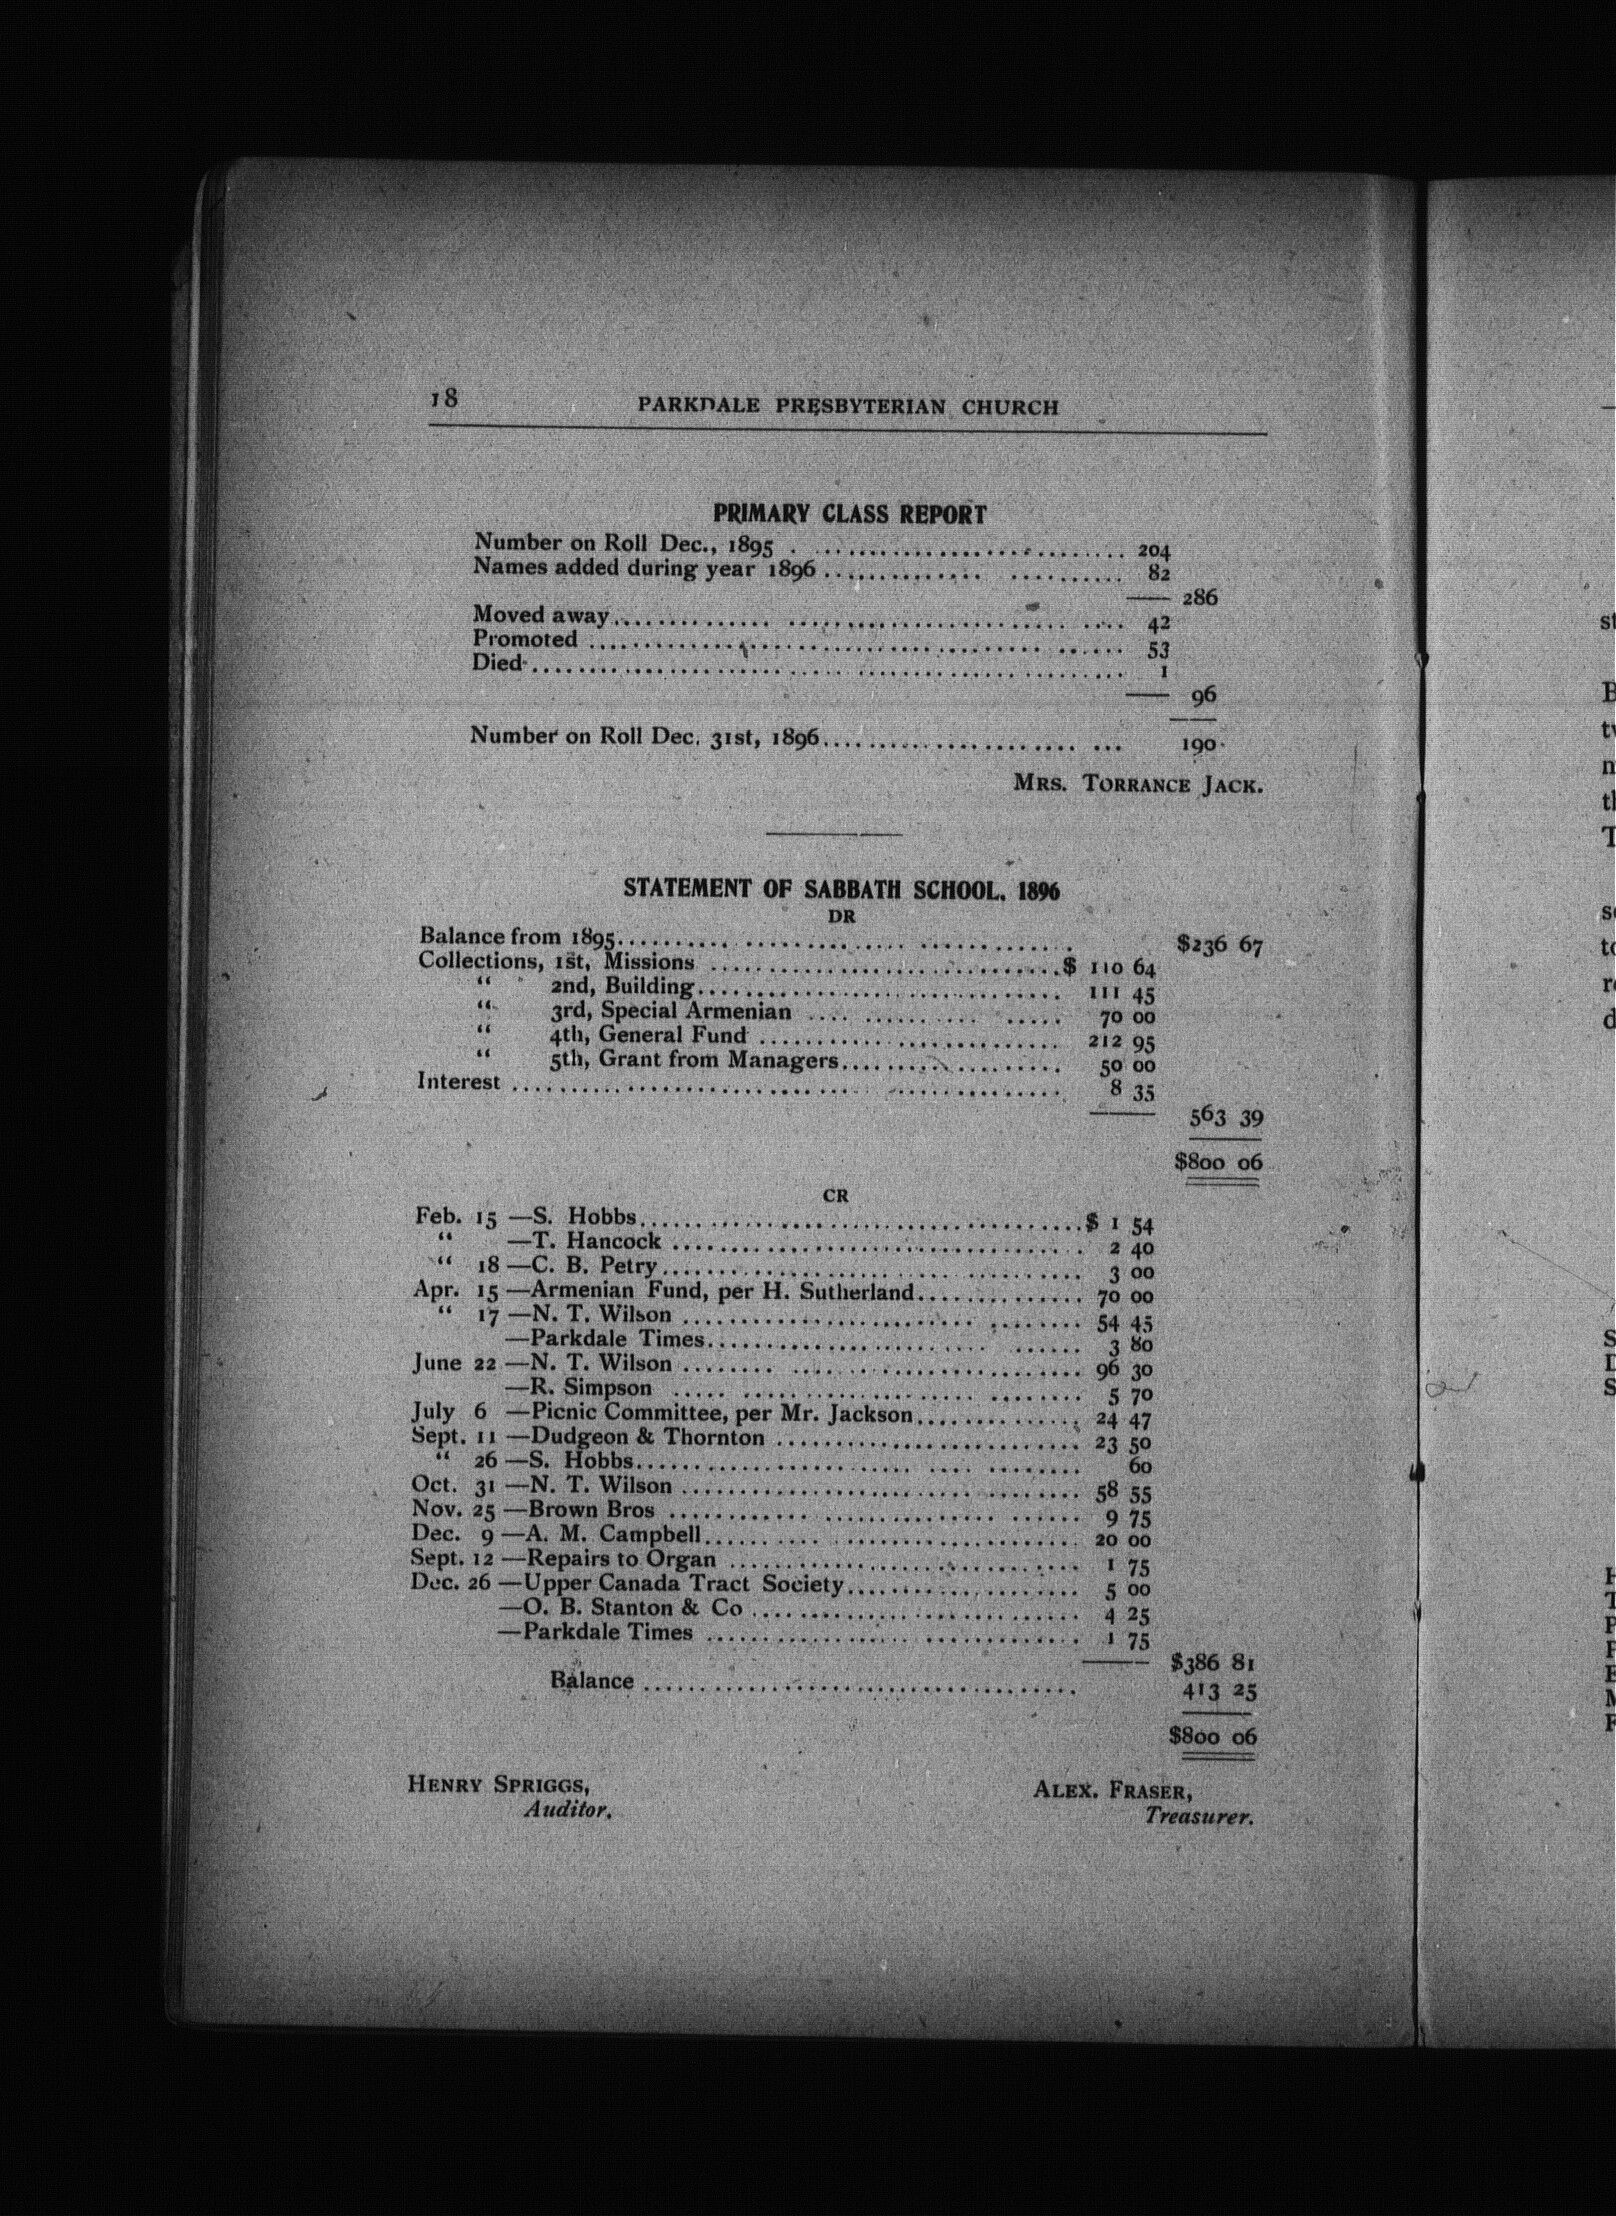 18 PARKDALE PRESBYTERIAN CHURCH
PRIMARY CLASS REPORT
Number on Roll Dec., 1895 ........................ 204
Names added during year 1896 ........................ 82
286
Moved away ........................ 42
Promoted ........................ 53
Died ........................ 1
96
Number on Roll Dec. 31st, 1896 ........................ 190
MRS. TORRANCE JACK.
STATEMENT OF SABBATH SCHOOL, 1896
DR
Balance from 1895 ........................ $236 67
Collections, 1st, Missions ........................ $ 110 64
“ 2nd, Building ........................ 111 45
“ 3rd, Special Armenian ........................ 70 00
“ 4th, General Fund ........................ 212 95
“ 5th, Grant from Managers ........................ 50 00
Interest ........................ 8 35
563 39
$800 06
CR
Feb. 15 —S. Hobbs ........................ $ 1 54
“ —T. Hancock ........................ 2 40
“ 18 —C. B. Petry ........................ 3 00
Apr. 15 —Armenian Fund, per H. Sutherland ........................ 70 00
“ 17 —N. T. Wilson ........................ 54 45
—Parkdale Times ........................ 3 80
June 22 —N. T. Wilson ........................ 96 30
—R. Simpson ........................ 5 70
July 6 —Picnic Committee, per Mr. Jackson ........................ 24 47
Sept. 11 —Dudgeon & Thornton ........................ 23 50
“ 26 —S. Hobbs ........................ 60
Oct. 31 —N. T. Wilson ........................ 58 55
Nov. 25 —Brown Bros ........................ 9 75
Dec. 9 —A. M. Campbell ........................ 20 00
Sept. 12 —Repairs to Organ ........................ 1 75
Dec. 26 —Upper Canada Tract Society ........................ 5 00
—O. B. Stanton & Co ........................ 4 25
—Parkdale Times ........................ 1 75
$386 81
Balance ........................ 413 25
$800 06
HENRY SPRIGGS, ALEX. FRASER,
Auditor. Treasurer.